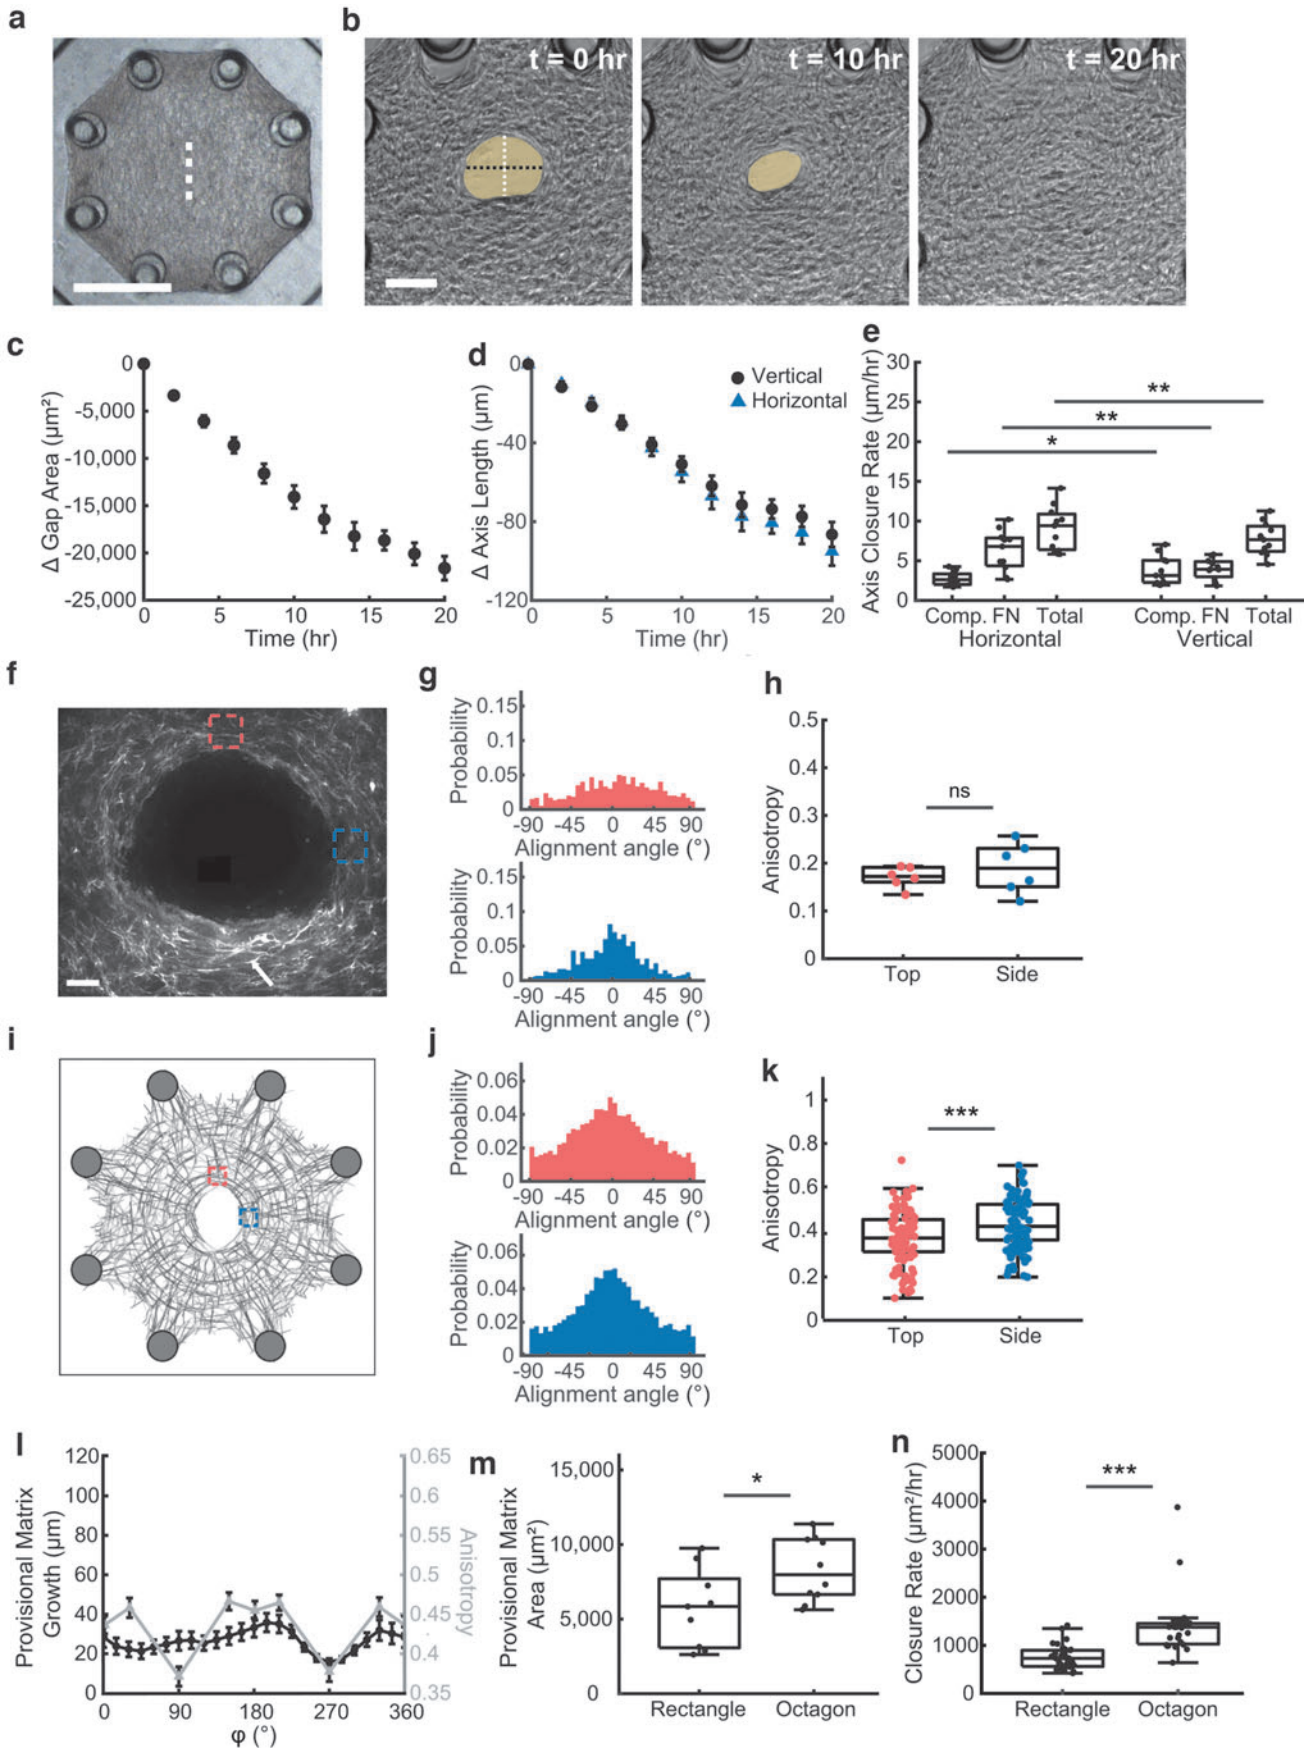 a
b
t = 0 hr
t = 10 hr
t = 20 hr
c
Δ Gap Area (µm²)
0
-5,000
-10,000
-15,000
-20,000
-25,000
0 5 10 15 20
Time (hr)
d
Δ Axis Length (µm)
0
-40
-80
-120
0 5 10 15 20
Time (hr)
Vertical
Horizontal
e
Axis Closure Rate (µm/hr)
30
25
20
15
10
5
0
**
**
*
Comp. FN Total Comp. FN Total
Horizontal Vertical
f
g
Probability
0.15
0.1
0.05
0
-90 -45 0 45 90
Alignment angle (°)
Probability
0.15
0.1
0.05
0
-90 -45 0 45 90
Alignment angle (°)
h
Anisotropy
0.5
0.4
0.3
0.2
0.1
0
ns
Top Side
i
j
Probability
0.06
0.04
0.02
0
-90 -45 0 45 90
Alignment angle (°)
Probability
0.06
0.04
0.02
0
-90 -45 0 45 90
Alignment angle (°)
k
Anisotropy
1
0.8
0.6
0.4
0.2
0
***
Top Side
l
Provisional Matrix
Growth (µm)
120
100
80
60
40
20
0
0 90 180 270 360
φ (°)
0.65
0.6
0.55
0.5
0.45
0.4
0.35
Anisotropy
m
Provisional Matrix
Area (µm²)
15,000
10,000
5,000
0
*
Rectangle Octagon
n
Closure Rate (µm²/hr)
5000
4000
3000
2000
1000
0
***
Rectangle Octagon